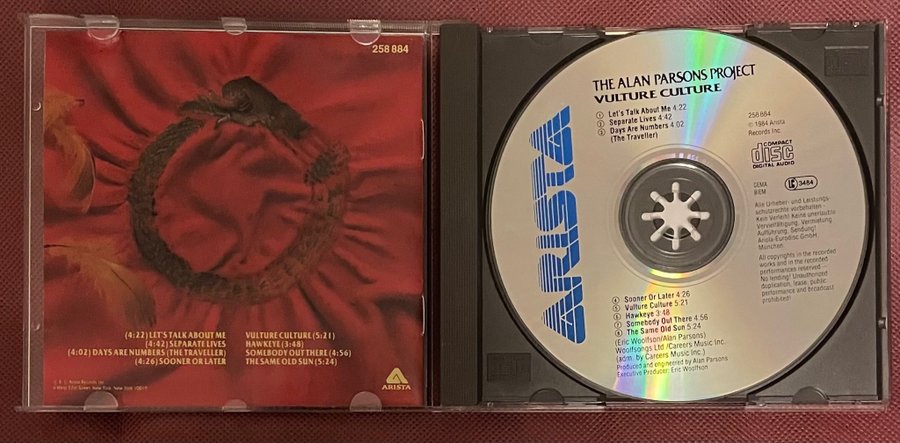 258 884
(4:22) LET'S TALK ABOUT ME
(4:42) SEPARATE LIVES
(4:02) DAYS ARE NUMBERS (THE TRAVELLER)
(4:26) SOONER OR LATER
VULTURE CULTURE (5:21)
HAWKEYE (3:48)
SOMEBODY OUT THERE (4:56)
THE SAME OLD SUN (5:24)
Arista Records Inc
New York, New York
ARISTA
THE ALAN PARSONS PROJECT
VULTURE CULTURE
① Let's Talk About Me 4:22
② Separate Lives 4:42
③ Days Are Numbers 4:02
(The Traveller)
ARISTA
258 884
℗ 1984 Arista
Records Inc.
COMPACT
disc
DIGITAL AUDIO
GEMA
BIEM
LC 3484
Alle Urheber- und Leistungs-
schutzrechte vorbehalten -
Kein Verleih! Keine unerlaubte
Vervielfältigung, Vermietung,
Aufführung, Sendung!
Ariola-Eurodisc GmbH
München
All copyrights in the recorded
works and in the recorded
performances reserved –
No lending! Unauthorized
duplication, lease, public
performance and broadcast
prohibited!
④ Sooner Or Later 4:26
⑤ Vulture Culture 5:21
⑥ Hawkeye 3:48
⑦ Somebody Out There 4:56
⑧ The Same Old Sun 5:24
(Eric Woolfson/Alan Parsons)
Woolfsongs Ltd /Careers Music Inc.
(adm. by Careers Music Inc.)
Produced and engineered by Alan Parsons
Executive Producer: Eric Woolfson